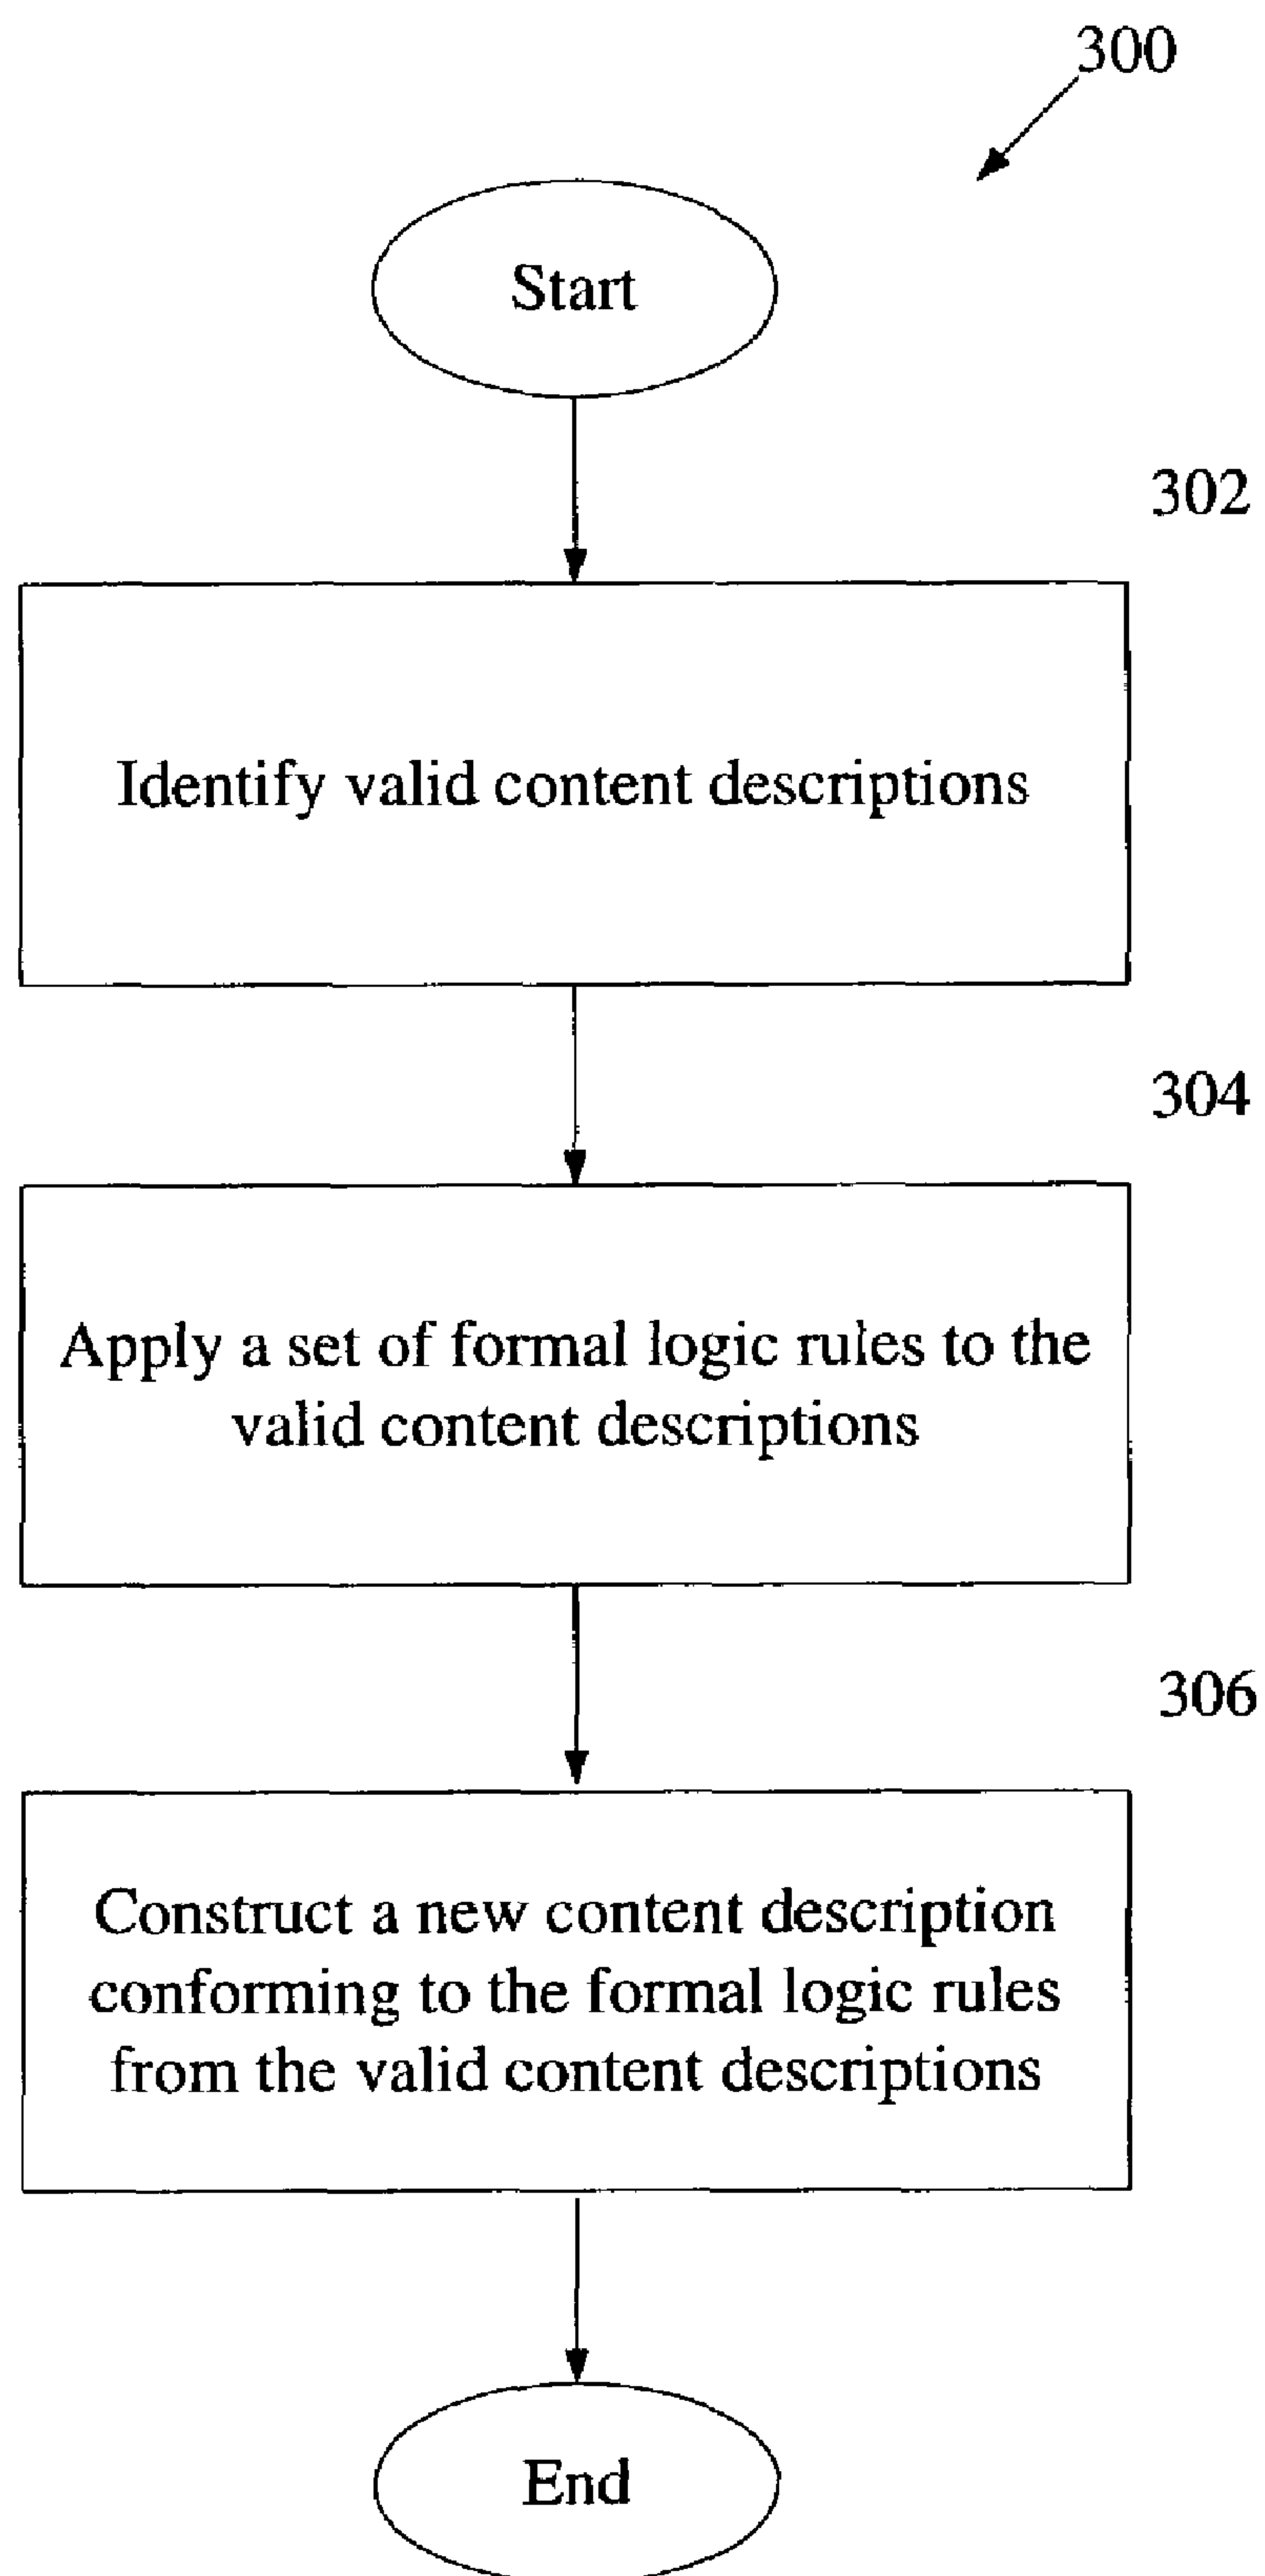 300
Start
302
Identify valid content descriptions
304
Apply a set of formal logic rules to the
valid content descriptions
306
Construct a new content description
conforming to the formal logic rules
from the valid content descriptions
End